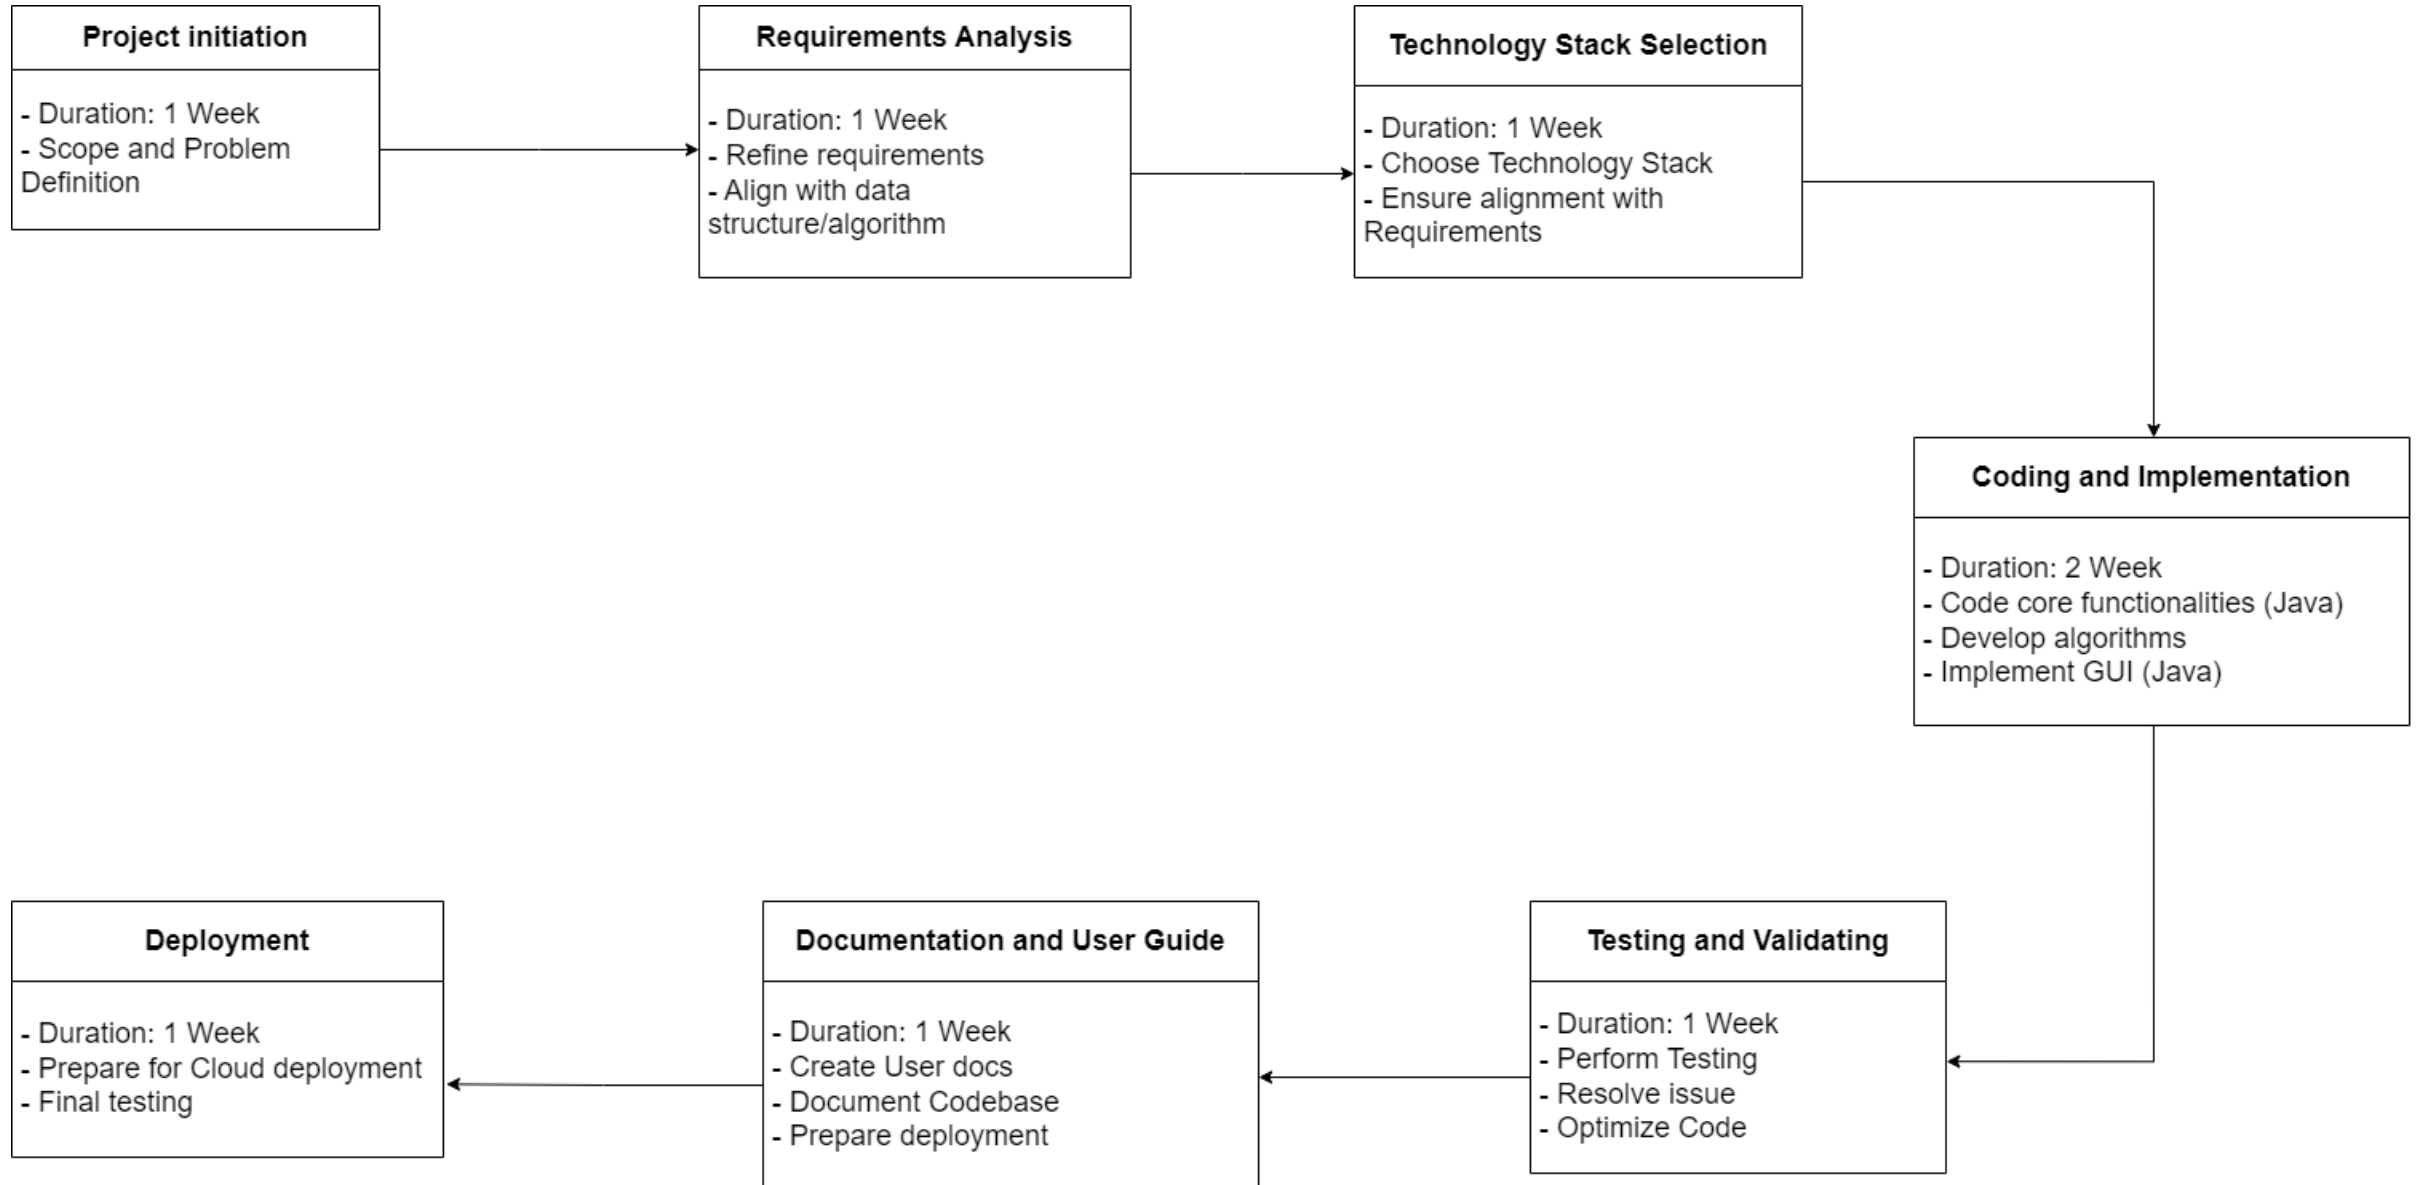 Project initiation
- Duration: 1 Week
- Scope and Problem
Definition
Requirements Analysis
- Duration: 1 Week
- Refine requirements
- Align with data
structure/algorithm
Technology Stack Selection
- Duration: 1 Week
- Choose Technology Stack
- Ensure alignment with
Requirements
Coding and Implementation
- Duration: 2 Week
- Code core functionalities (Java)
- Develop algorithms
- Implement GUI (Java)
Testing and Validating
- Duration: 1 Week
- Perform Testing
- Resolve issue
- Optimize Code
Documentation and User Guide
- Duration: 1 Week
- Create User docs
- Document Codebase
- Prepare deployment
Deployment
- Duration: 1 Week
- Prepare for Cloud deployment
- Final testing